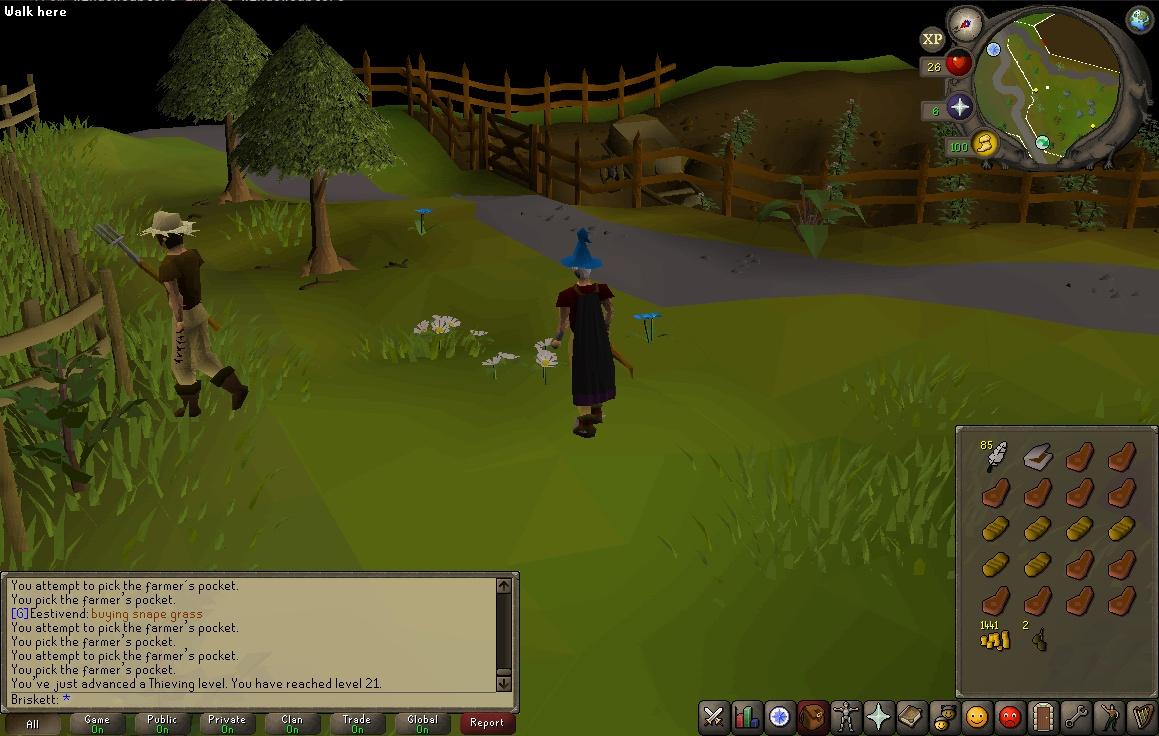 Walk here
XP
26
6
100
85
1441
2
You attempt to pick the farmer's pocket.
You pick the farmer's pocket.
[G]Eestivend: buying snape grass
You attempt to pick the farmer's pocket.
You pick the farmer's pocket.
You attempt to pick the farmer's pocket.
You pick the farmer's pocket.
You've just advanced a Thieving level. You have reached level 21.
Briskett: *
All
Game
On
Public
On
Private
On
Clan
On
Trade
On
Global
On
Report